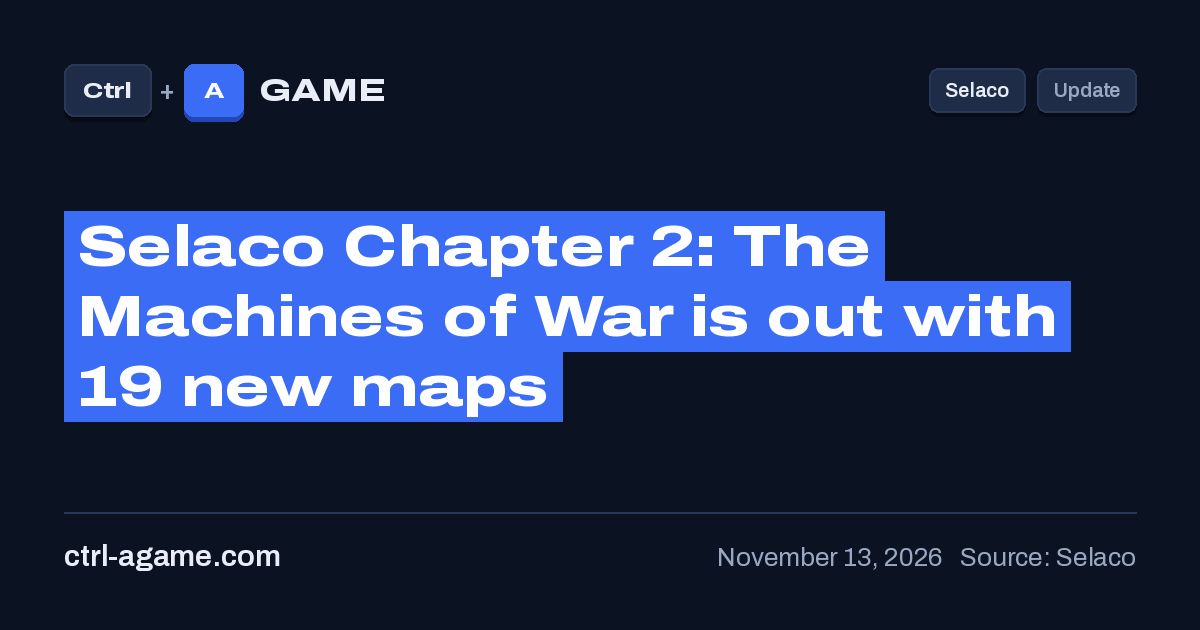 Ctrl + A GAME
Selaco Update
Selaco Chapter 2: The
Machines of War is out with
19 new maps
ctrl-agame.com
November 13, 2026 Source: Selaco